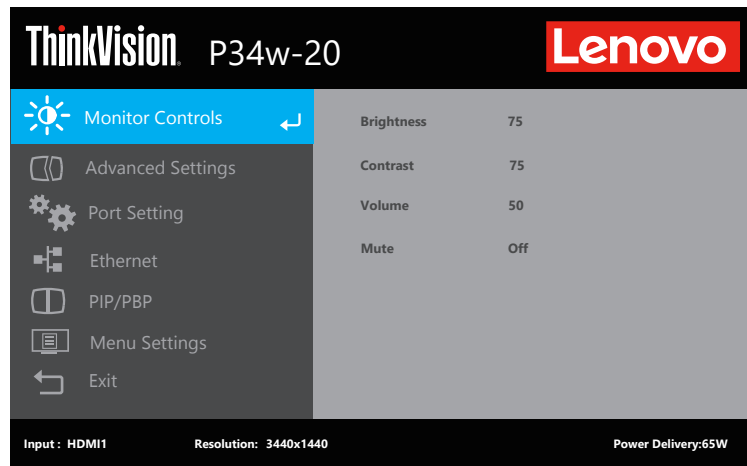 ThinkVision. P34w-20 Lenovo
Monitor Controls
Advanced Settings
Port Setting
Ethernet
PIP/PBP
Menu Settings
Exit
Brightness 75
Contrast 75
Volume 50
Mute Off
Input : HDMI1 Resolution: 3440x1440 Power Delivery:65W